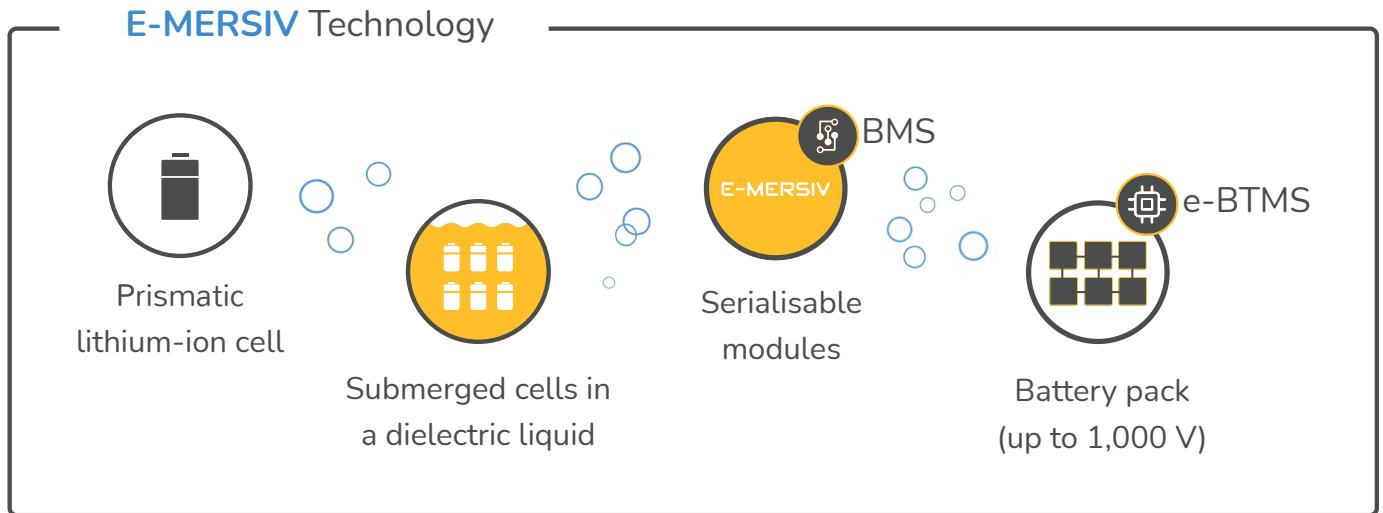 E-MERSIV Technology
Prismatic
lithium-ion cell
Submerged cells in
a dielectric liquid
E-MERSIV
BMS
Serialisable
modules
e-BTMS
Battery pack
(up to 1,000 V)